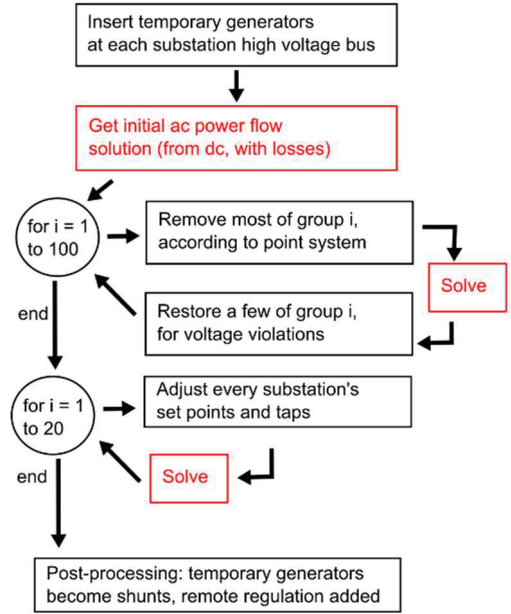 Insert temporary generators
at each substation high voltage bus
Get initial ac power flow
solution (from dc, with losses)
for i = 1
to 100
Remove most of group i,
according to point system
Solve
Restore a few of group i,
for voltage violations
end
for i = 1
to 20
Adjust every substation's
set points and taps
Solve
end
Post-processing: temporary generators
become shunts, remote regulation added